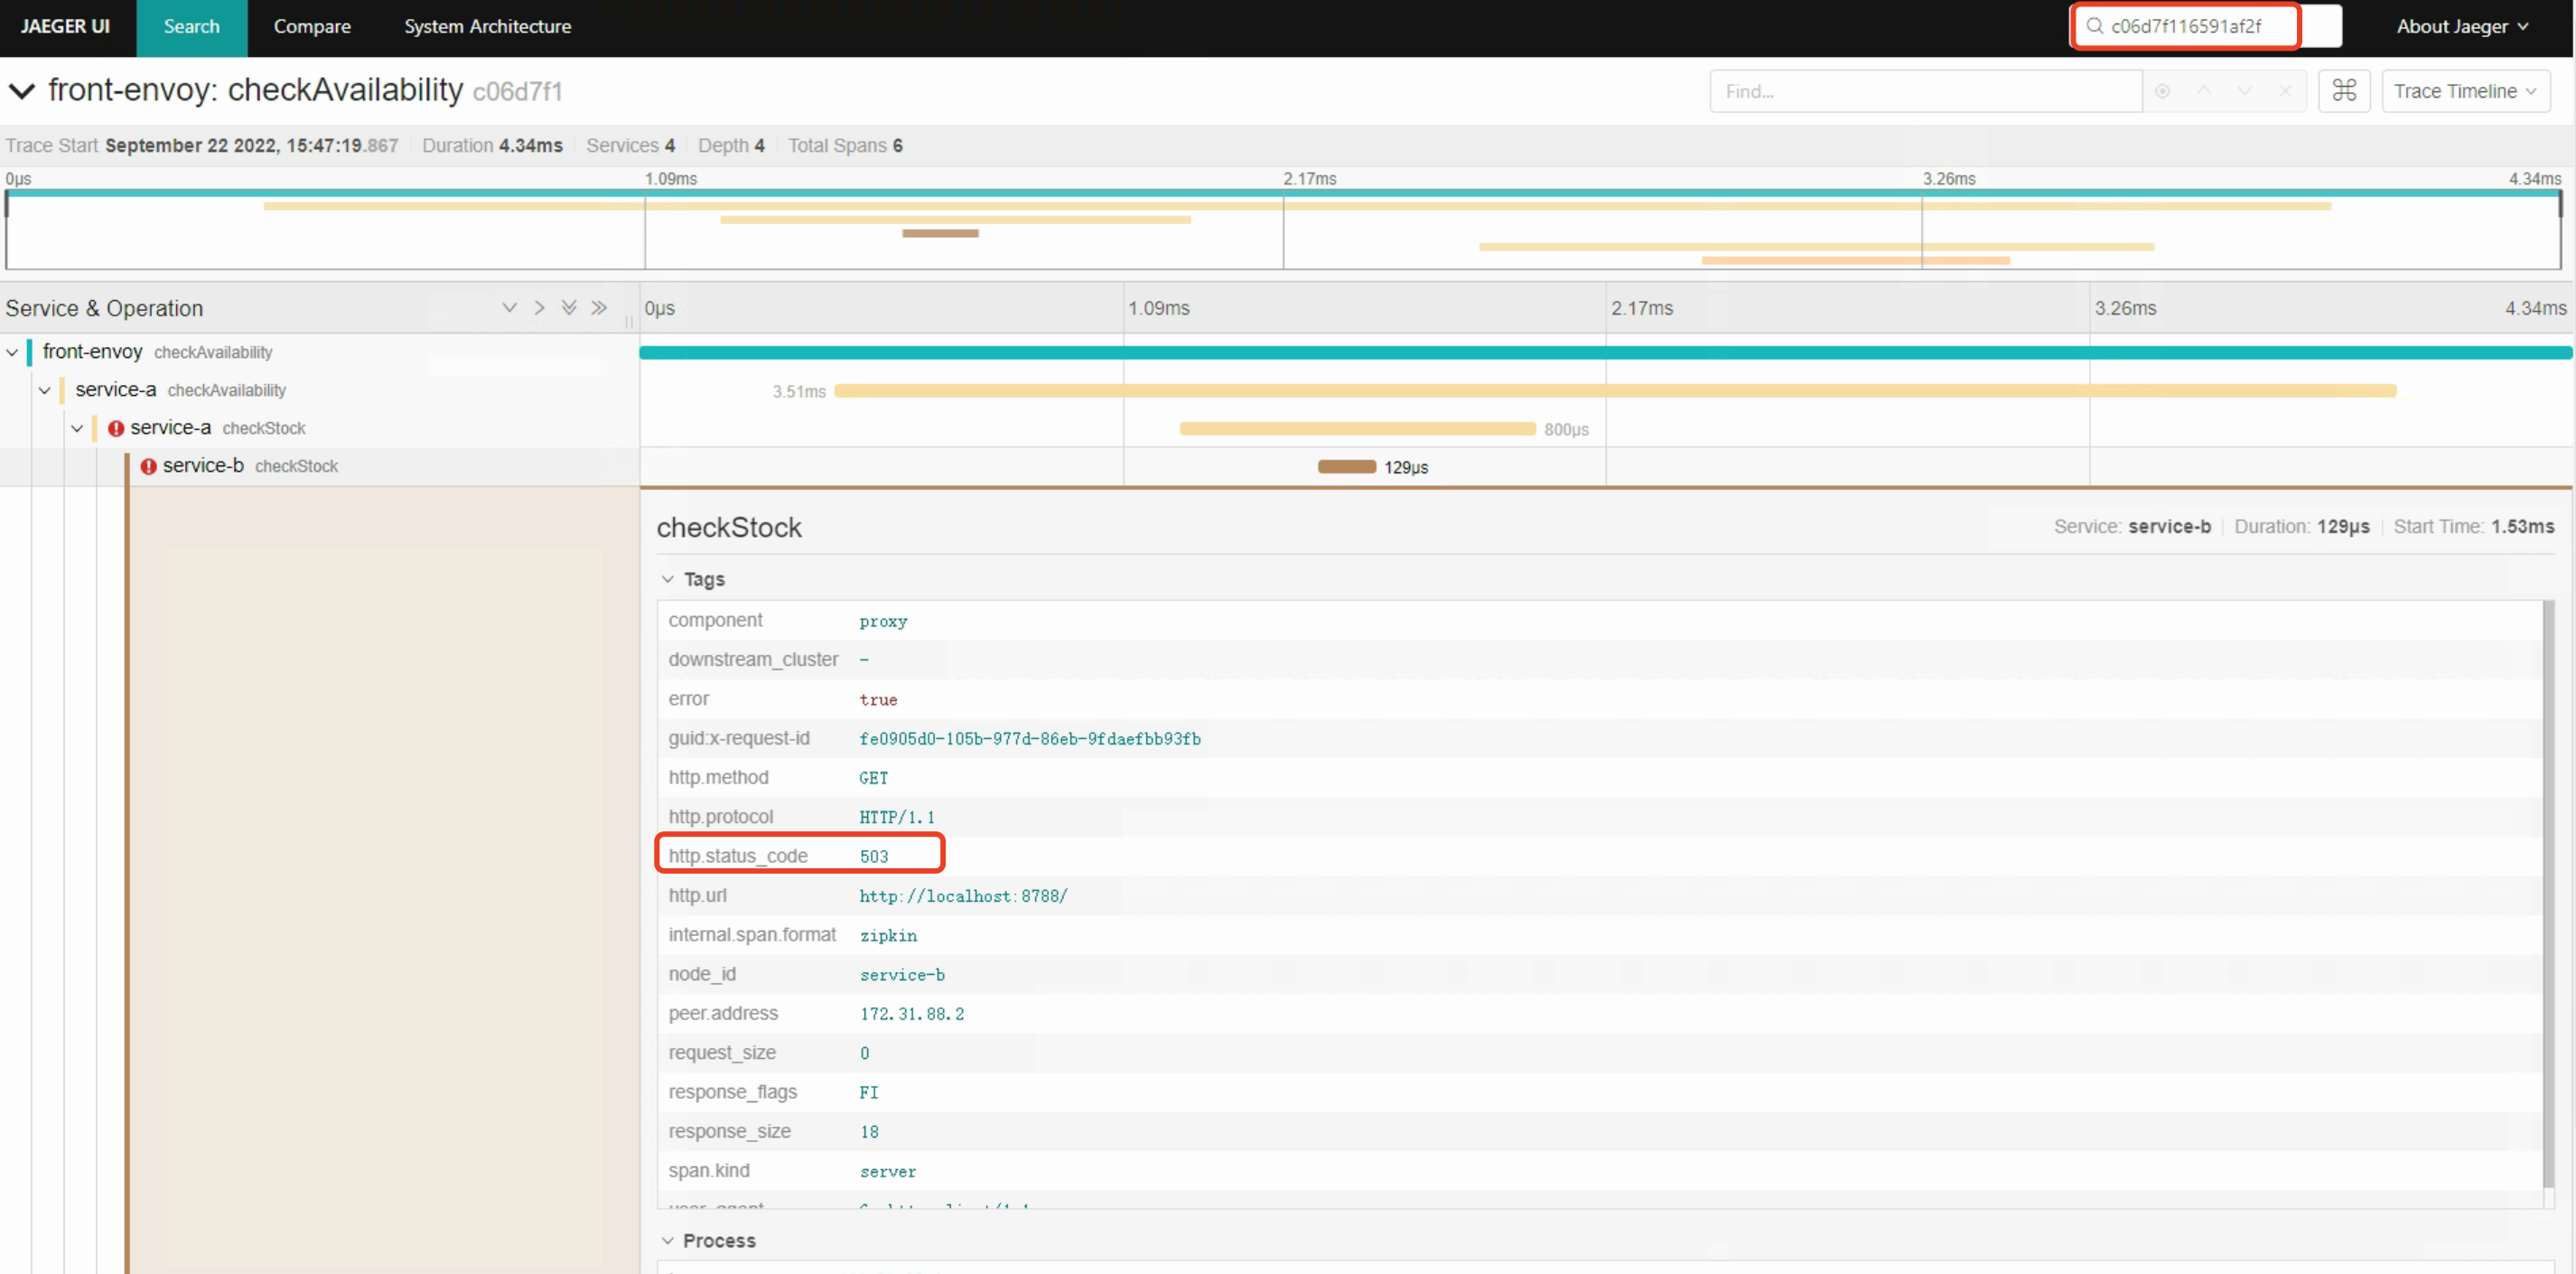 JAEGER UI Search Compare System Architecture c06d7f116591af2f About Jaeger
front-envoy: checkAvailability c06d7f1 Find... Trace Timeline
Trace Start September 22 2022, 15:47:19.867 Duration 4.34ms Services 4 Depth 4 Total Spans 6
0μs 1.09ms 2.17ms 3.26ms 4.34ms
Service & Operation 0μs 1.09ms 2.17ms 3.26ms 4.34ms
front-envoy checkAvailability
service-a checkAvailability 3.51ms
service-a checkStock 800μs
service-b checkStock 129μs
checkStock Service: service-b Duration: 129μs Start Time: 1.53ms
Tags
component proxy
downstream_cluster -
error true
guid:x-request-id fe0905d0-105b-977d-86eb-9fdaefbb93fb
http.method GET
http.protocol HTTP/1.1
http.status_code 503
http.url http://localhost:8788/
internal.span.format zipkin
node_id service-b
peer.address 172.31.88.2
request_size 0
response_flags FI
response_size 18
span.kind server
Process